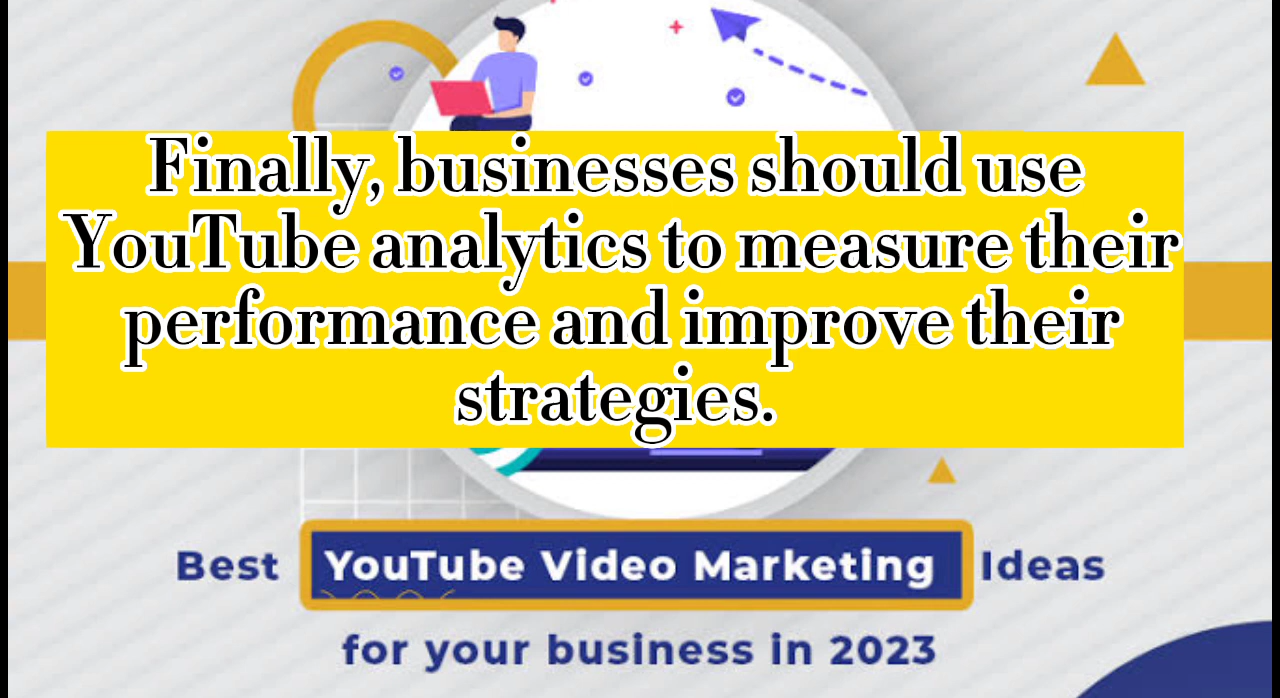 Finally, businesses should use
YouTube analytics to measure their
performance and improve their
strategies.
Best YouTube Video Marketing Ideas
for your business in 2023